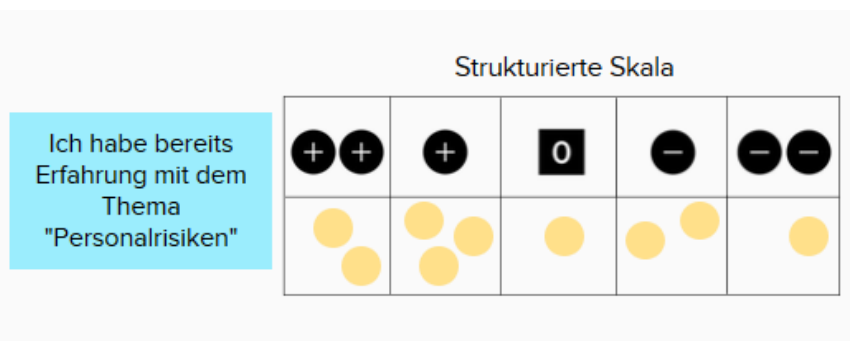 Strukturierte Skala
Ich habe bereits
Erfahrung mit dem
Thema
"Personalrisiken"
+ + + 0 − − −